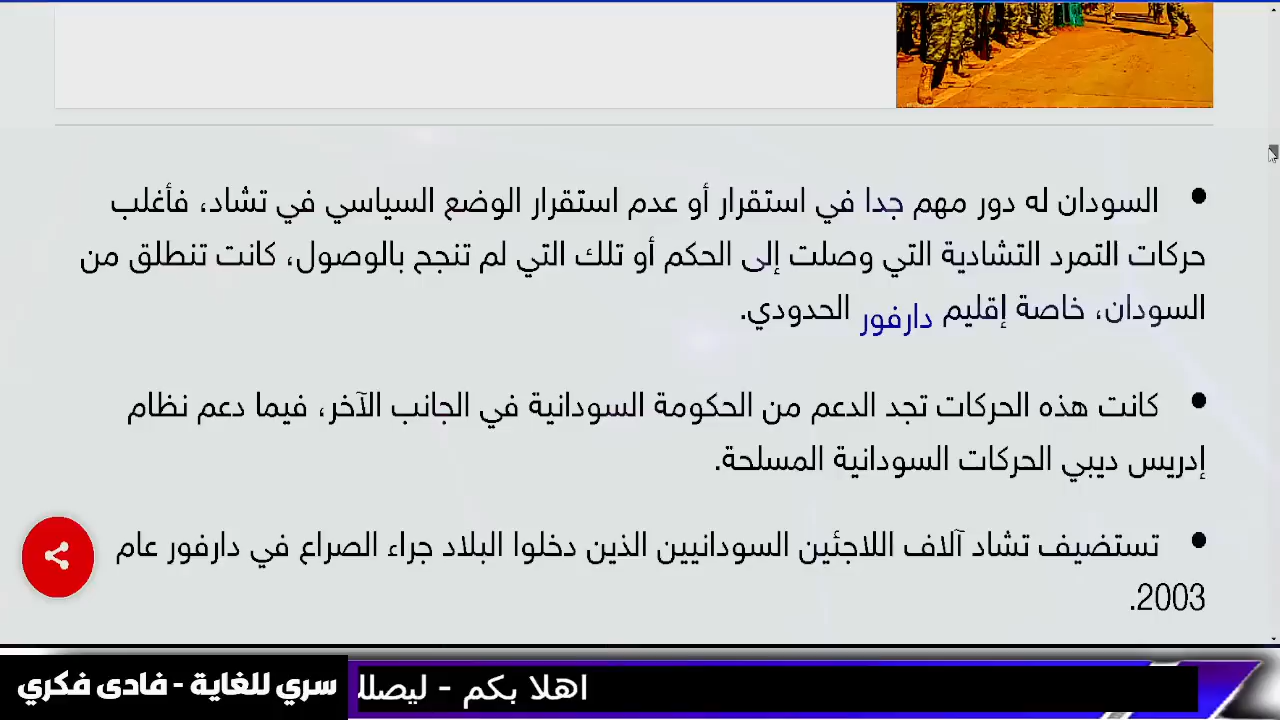 السودان له دور مهم جدا في استقرار أو عدم استقرار الوضع السياسي في تشاد، فأغلب
حركات التمرد التشادية التي وصلت إلى الحكم أو تلك التي لم تنجح بالوصول، كانت تنطلق من
السودان، خاصة إقليم دارفور الحدودي.
كانت هذه الحركات تجد الدعم من الحكومة السودانية في الجانب الآخر، فيما دعم نظام
إدريس ديبي الحركات السودانية المسلحة.
تستضيف تشاد آلاف اللاجئين السودانيين الذين دخلوا البلاد جراء الصراع في دارفور عام
2003.
اهلا بكم -
سري للغاية - فادى فكري